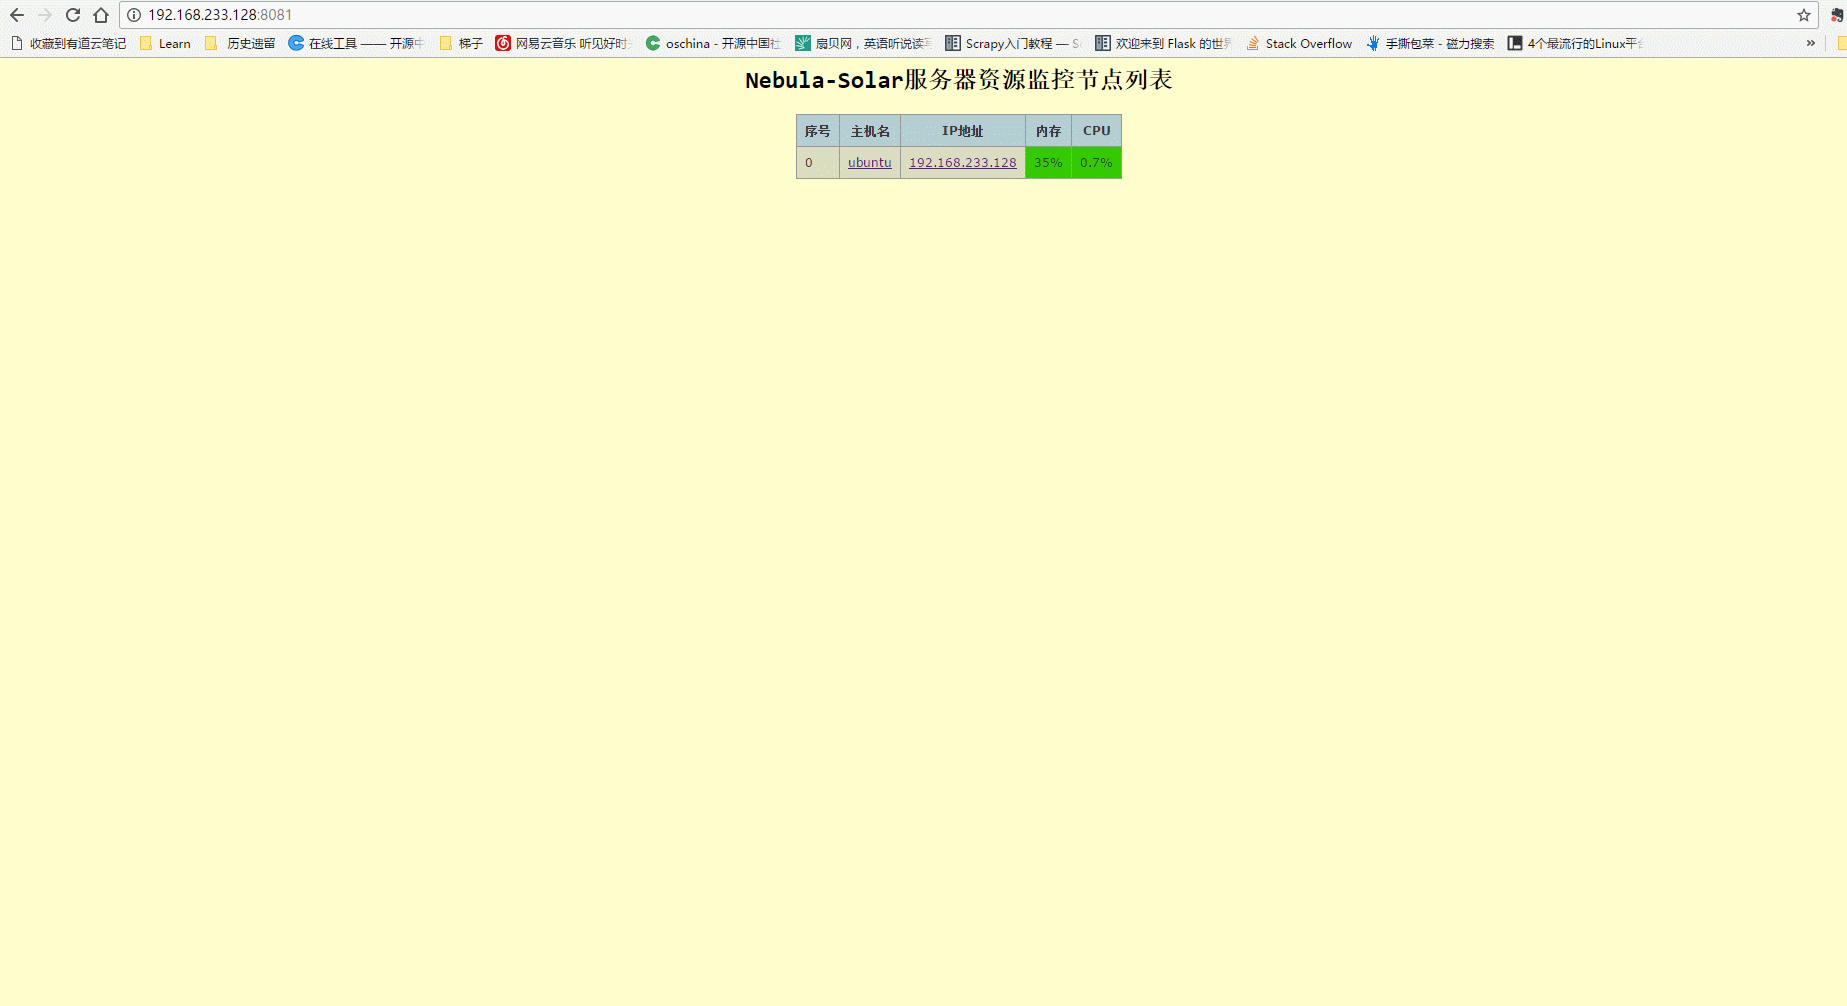 192.168.233.128:8081
收藏到有道云笔记 Learn 历史遗留 在线工具 —— 开源中 梯子 网易云音乐 听见好时 oschina - 开源中国社 扇贝网，英语听说读写 Scrapy入门教程 — Sc 欢迎来到 Flask 的世界 Stack Overflow 手撕包菜 - 磁力搜索 4个最流行的Linux平台 »
Nebula-Solar服务器资源监控节点列表
序号 主机名 IP地址 内存 CPU
0 ubuntu 192.168.233.128 35% 0.7%